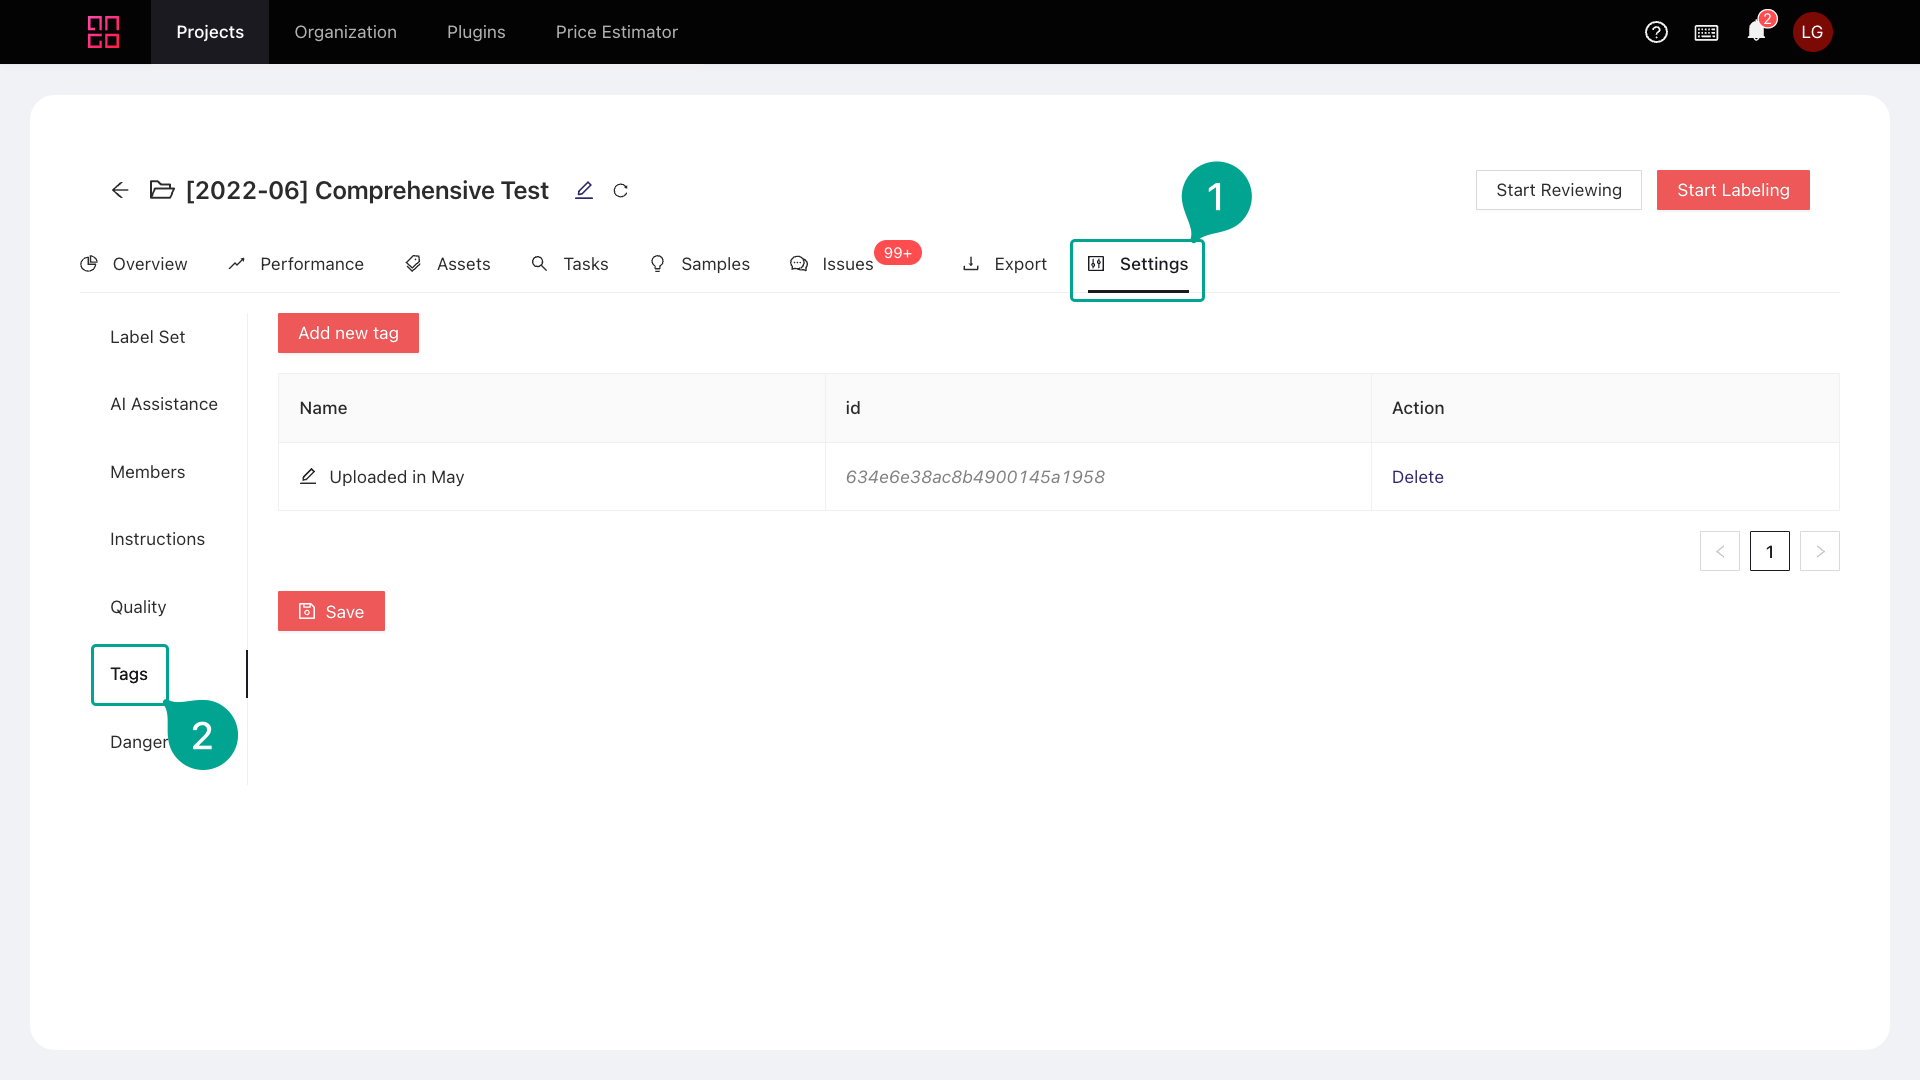 Projects Organization Plugins Price Estimator 2 LG
[2022-06] Comprehensive Test 1 Start Reviewing Start Labeling
Overview Performance Assets Tasks Samples Issues 99+ Export Settings
Label Set
AI Assistance
Members
Instructions
Quality
Tags
Danger
2
Add new tag
Name id Action
Uploaded in May 634e6e38ac8b4900145a1958 Delete
< 1 >
Save